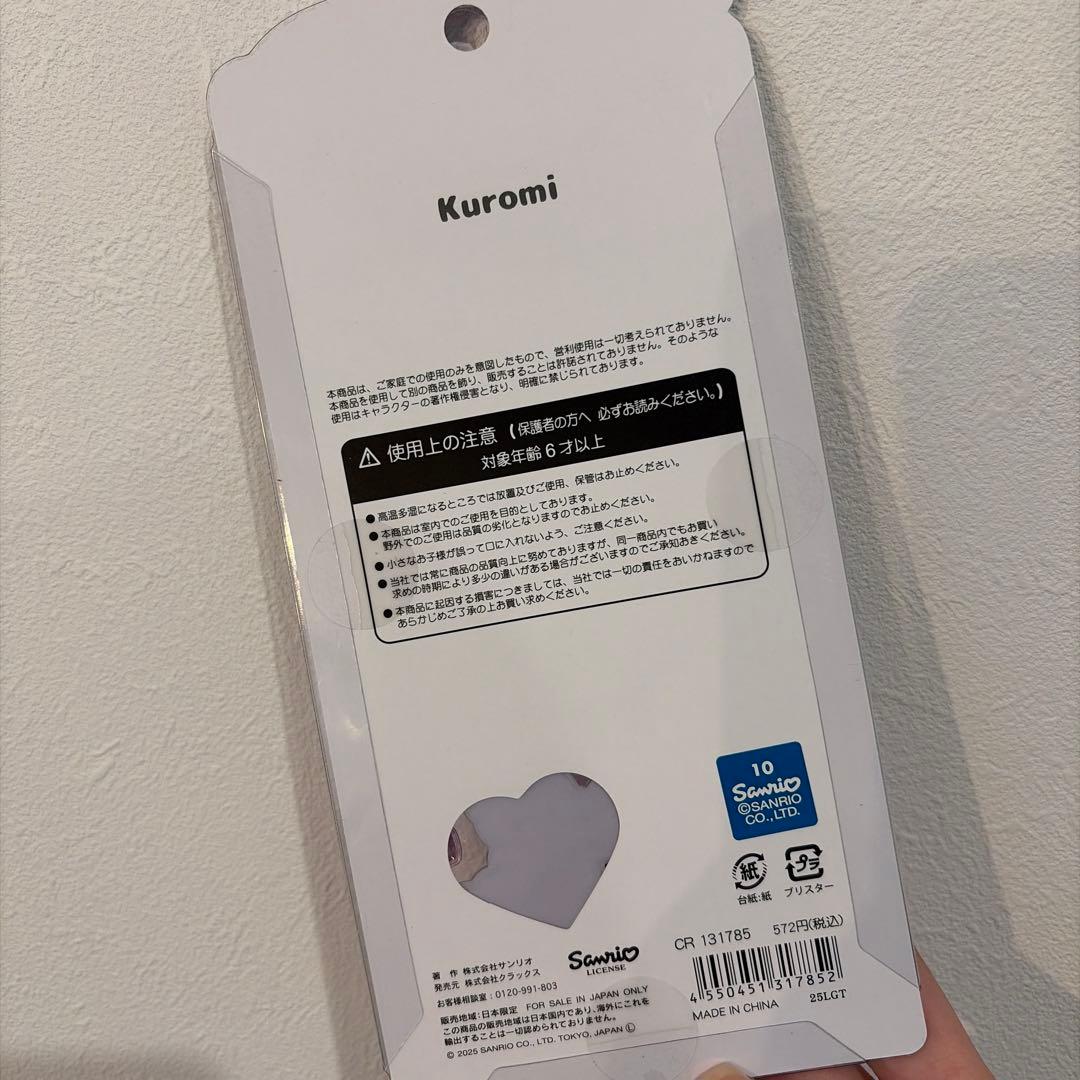 Kuromi
本商品は、ご家庭での使用のみを意図したもので、営利使用は一切考えられておりません。
本商品を使用して別の商品を飾り、販売することは許諾されておりません。そのような
使用はキャラクターの著作権侵害となり、明確に禁じられております。
⚠ 使用上の注意 (保護者の方へ 必ずお読みください。)
対象年齢6才以上
●高温多湿になるところでは放置及びご使用、保管はお止めください。
●本商品は室内でのご使用を目的としております。
野外でのご使用は品質の劣化となりますのでお止めください。
●小さなお子様が誤って口に入れないよう、ご注意ください。
●当社では常に商品の品質向上に努めておりますが、同一商品内でもお買い
求めの時期により多少の違いがある場合がございますのでご承知おきください。
●本商品に起因する損害につきましては、当社では一切の責任をおいかねますので
あらかじめご了承の上お買い求めください。
10
Sanrio
©SANRIO
CO., LTD.
紙
台紙:紙
プラ
ブリスター
CR 131785 572円(税込)
4 550451 317852
MADE IN CHINA 25LGT
Sanrio
LICENSE
著 作 株式会社サンリオ
発売元 株式会社クラックス
お客様相談室:0120-991-803
販売地域:日本限定 FOR SALE IN JAPAN ONLY
この商品の販売地域は日本国内であり、海外にこれを
輸出することは一切認められておりません。
© 2025 SANRIO CO., LTD. TOKYO, JAPAN Ⓛ